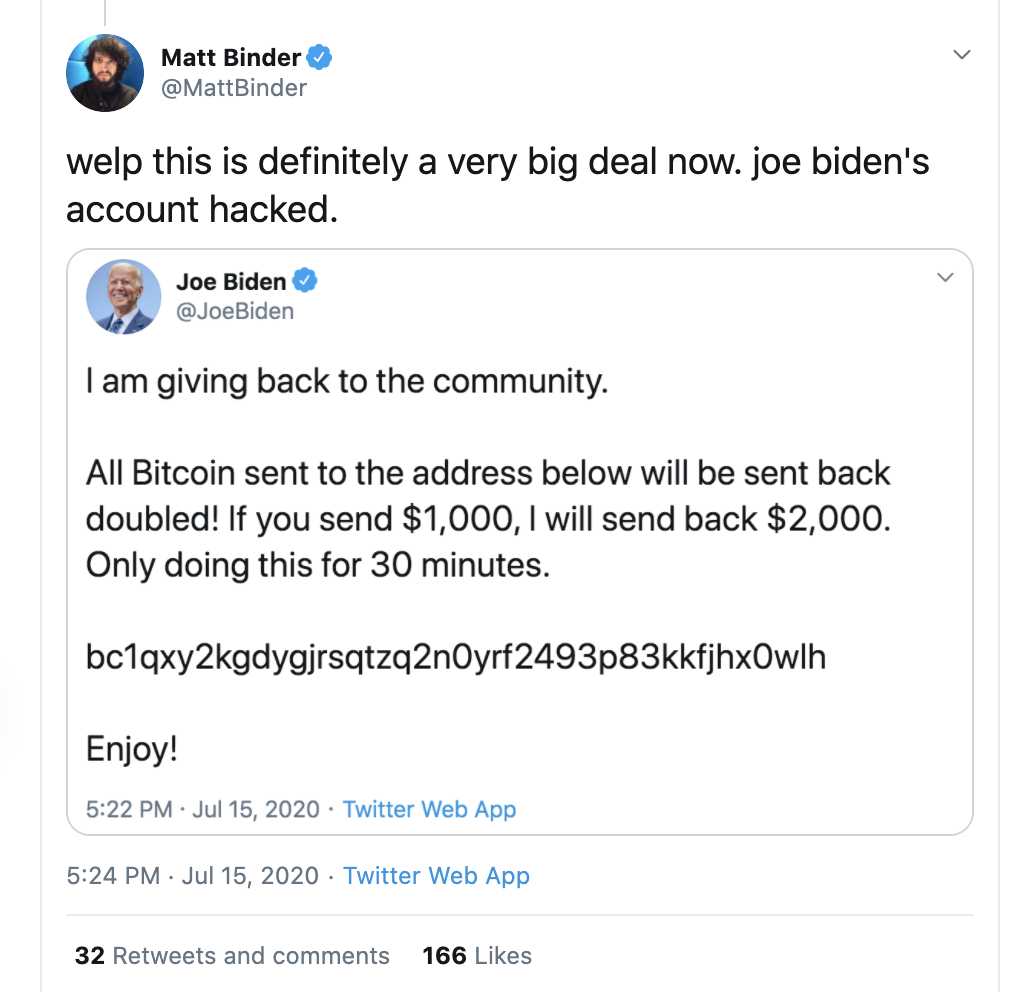 Matt Binder
@MattBinder
welp this is definitely a very big deal now. joe biden's
account hacked.
Joe Biden
@JoeBiden
I am giving back to the community.
All Bitcoin sent to the address below will be sent back
doubled! If you send $1,000, I will send back $2,000.
Only doing this for 30 minutes.
bc1qxy2kgdygjrsqtzq2n0yrf2493p83kkfjhx0wlh
Enjoy!
5:22 PM · Jul 15, 2020 · Twitter Web App
5:24 PM · Jul 15, 2020 · Twitter Web App
32 Retweets and comments 166 Likes